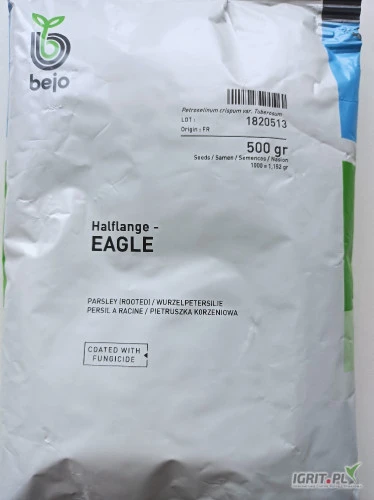 bejo
Petroselinum crispum var. Tuberosum
LOT : 1820513
Origin : FR
500 gr
Seeds / Samen / Semences / Nasion
1000 = 1,152 gr
Halflange -
EAGLE
PARSLEY (ROOTED) / WURZELPETERSILIE
PERSIL A RACINE / PIETRUSZKA KORZENIOWA
COATED WITH
FUNGICIDE
IGRIT.PL